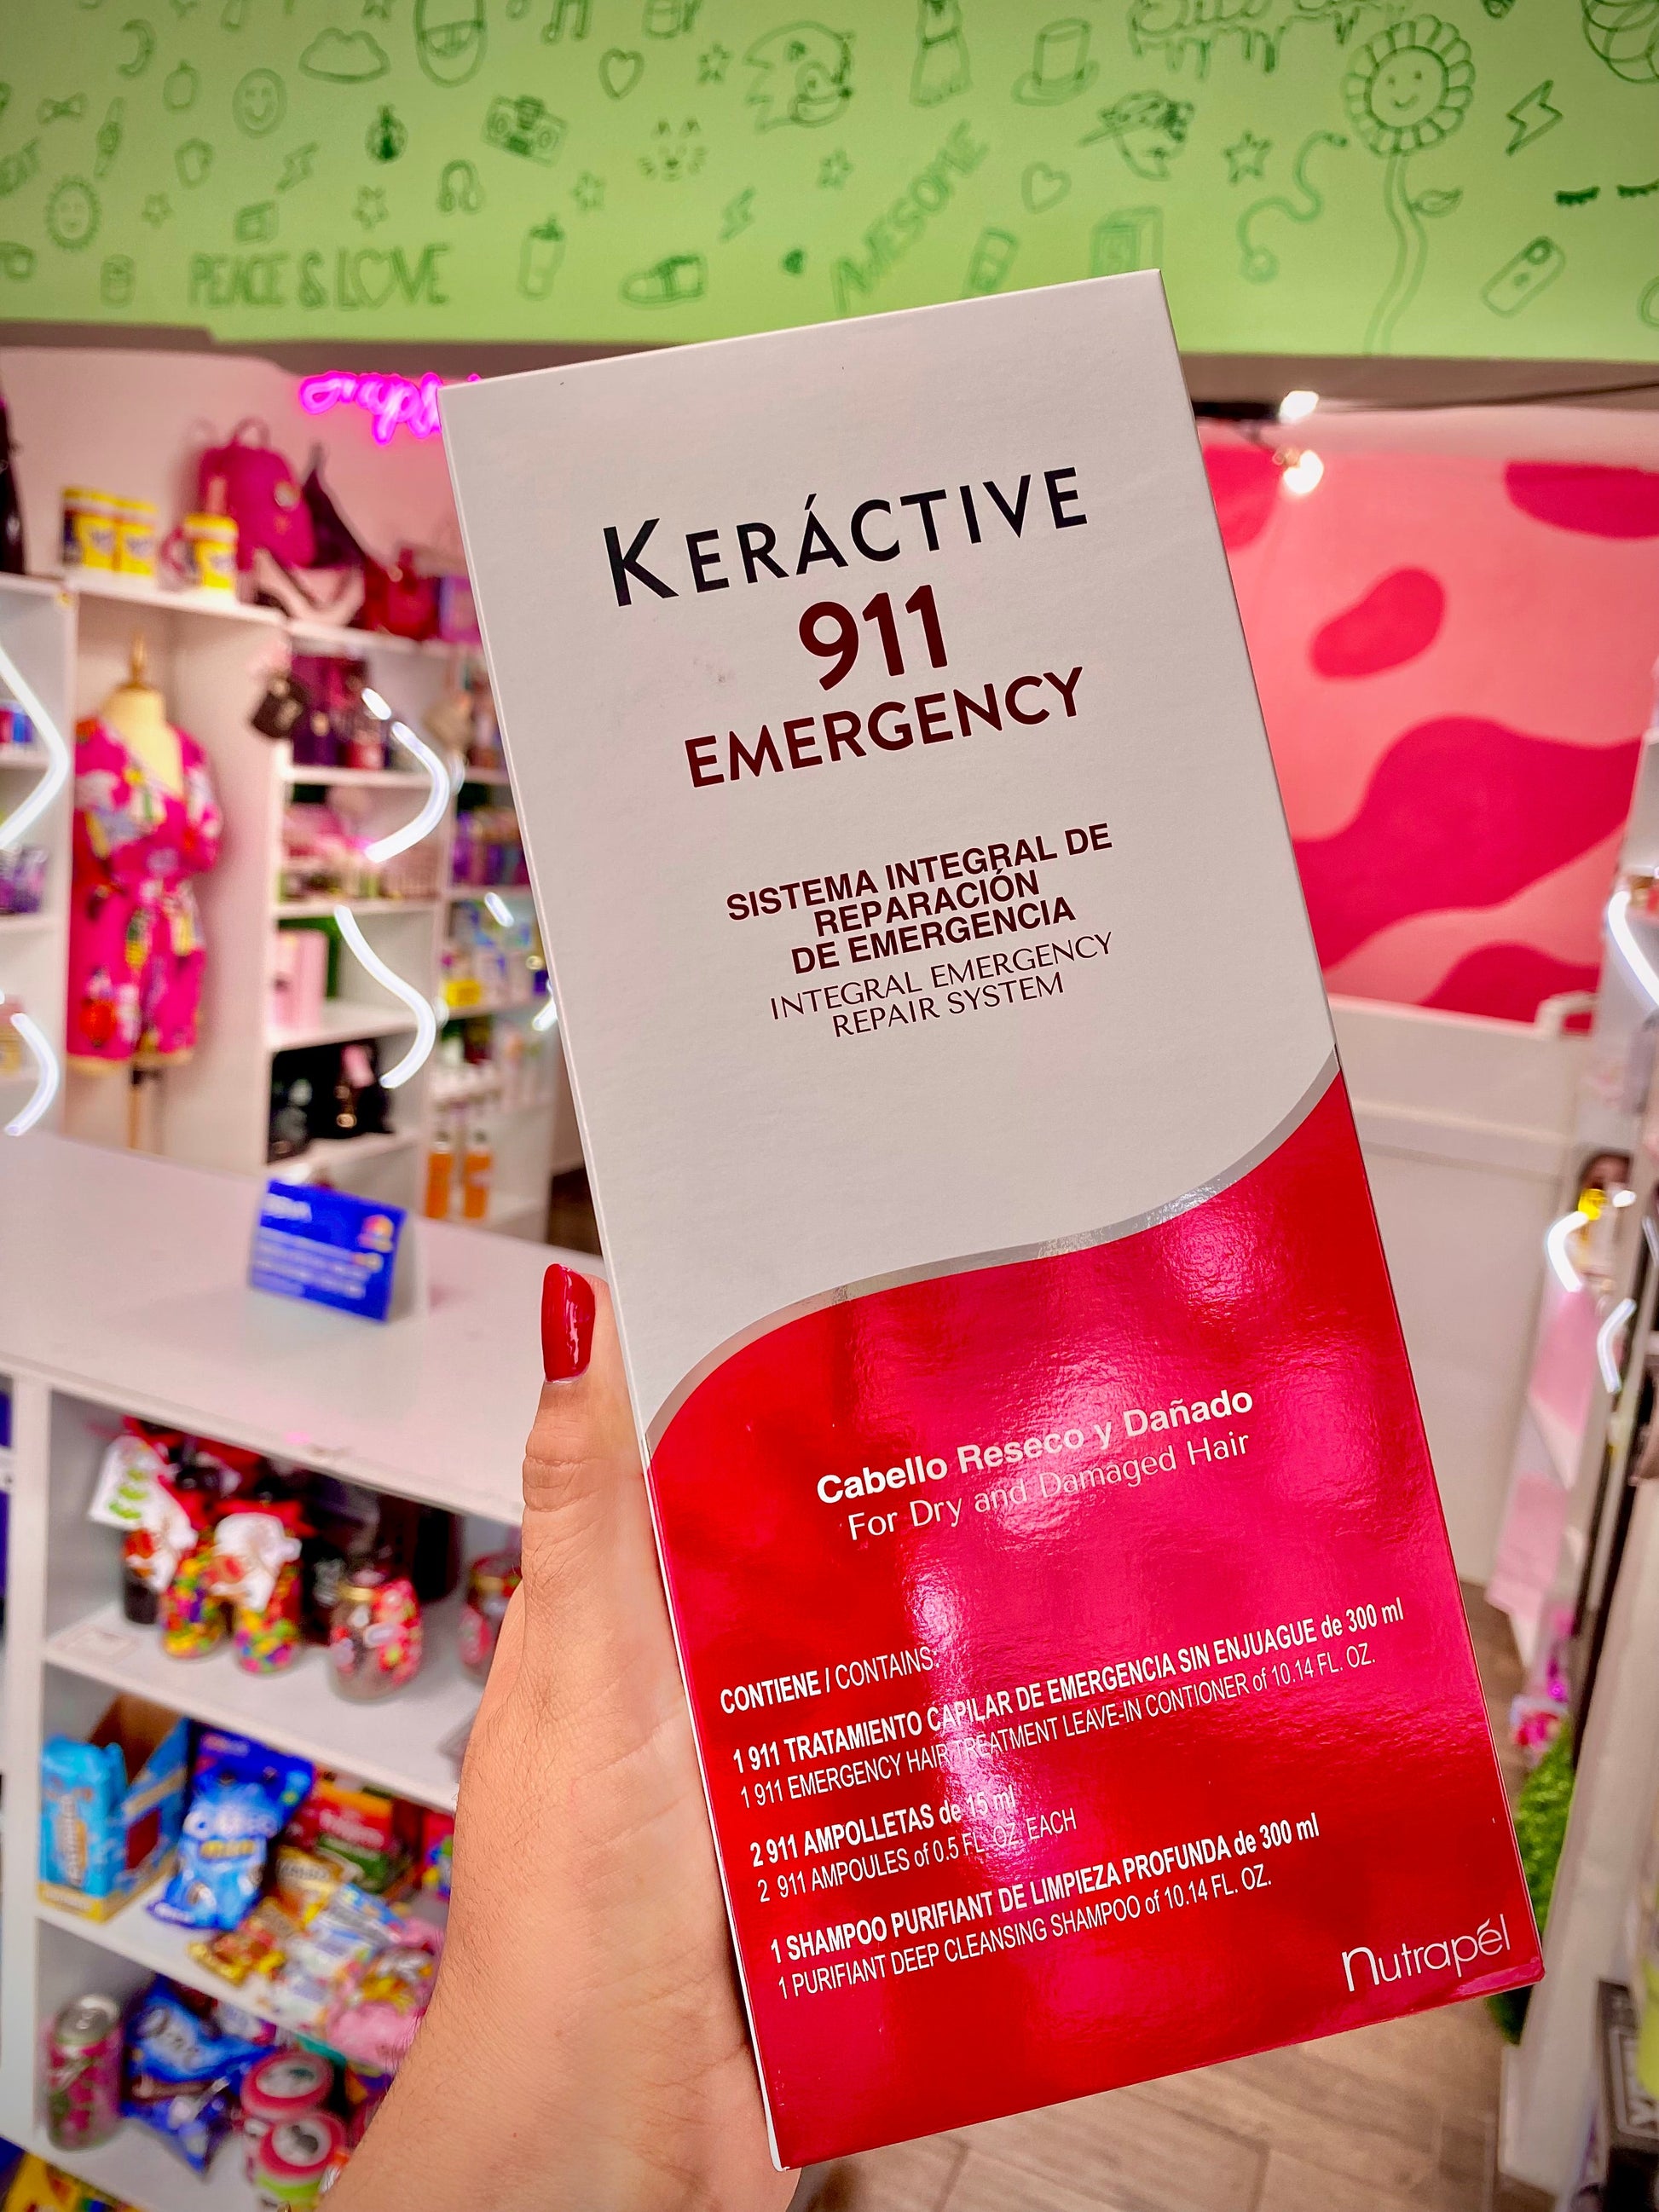 PEACE & LOVE
AWESOME
KERÁCTIVE
911
EMERGENCY
SISTEMA INTEGRAL DE
REPARACIÓN
DE EMERGENCIA
INTEGRAL EMERGENCY
REPAIR SYSTEM
Cabello Reseco y Dañado
For Dry and Damaged Hair
CONTIENE / CONTAINS:
1 911 TRATAMIENTO CAPILAR DE EMERGENCIA SIN ENJUAGUE de 300 ml
1 911 EMERGENCY HAIR TREATMENT LEAVE-IN CONTIONER of 10.14 FL. OZ.
2 911 AMPOLLETAS de 15 ml
2 911 AMPOULES of 0.5 FL. OZ. EACH
1 SHAMPOO PURIFIANT DE LIMPIEZA PROFUNDA de 300 ml
1 PURIFIANT DEEP CLEANSING SHAMPOO of 10.14 FL. OZ.
nutrapél
BBVA
OREO
mini